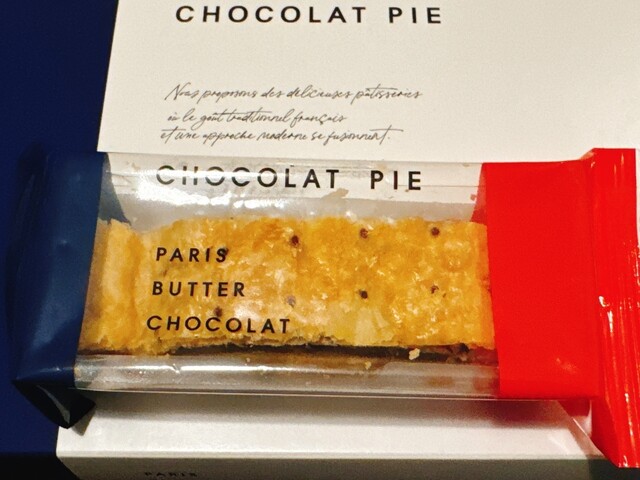 CHOCOLAT PIE
Nous proposons des délicieuses pâtisseries
où le goût traditionnel français
et une approche moderne se fusionnent.
CHOCOLAT PIE
PARIS
BUTTER
CHOCOLAT
PARIS